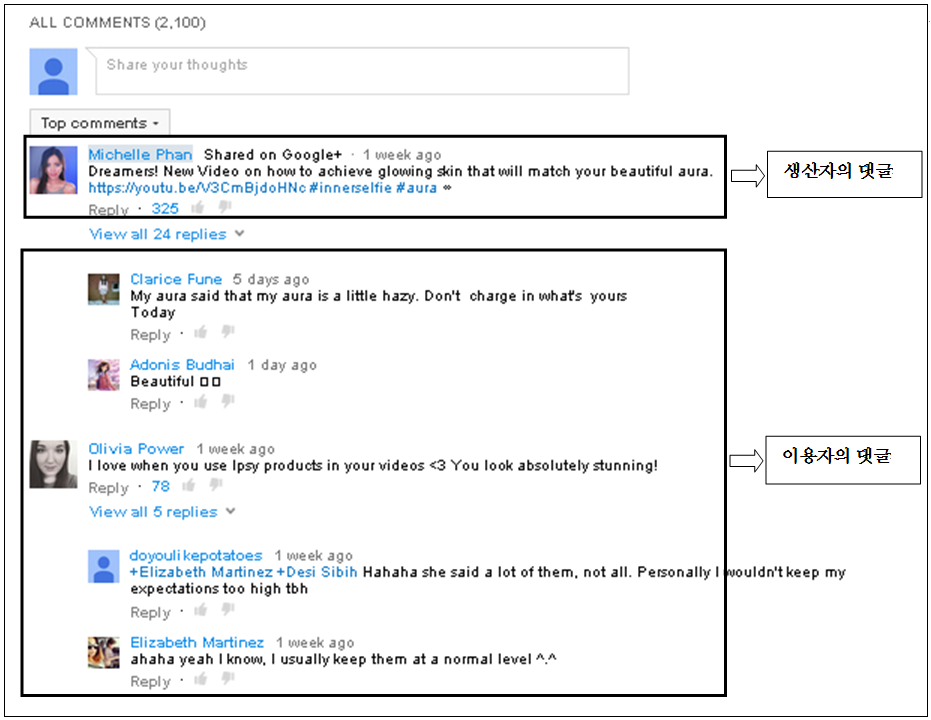 ALL COMMENTS (2,100)
Share your thoughts
Top comments
Michelle Phan Shared on Google+ · 1 week ago
Dreamers! New Video on how to achieve glowing skin that will match your beautiful aura.
https://youtu.be/V3CmBjdoHNc #innerselfie #aura
Reply · 325
생산자의 댓글
View all 24 replies
Clarice Fune 5 days ago
My aura said that my aura is a little hazy. Don't charge in what's yours
Today
Reply ·
Adonis Budhai 1 day ago
Beautiful □□
Reply ·
Olivia Power 1 week ago
I love when you use Ipsy products in your videos <3 You look absolutely stunning!
Reply · 78
이용자의 댓글
View all 5 replies
doyoulikepotatoes 1 week ago
+Elizabeth Martinez +Desi Sibih Hahaha she said a lot of them, not all. Personally I wouldn't keep my
expectations too high tbh
Reply ·
Elizabeth Martinez 1 week ago
ahaha yeah I know, I usually keep them at a normal level ^.^
Reply ·